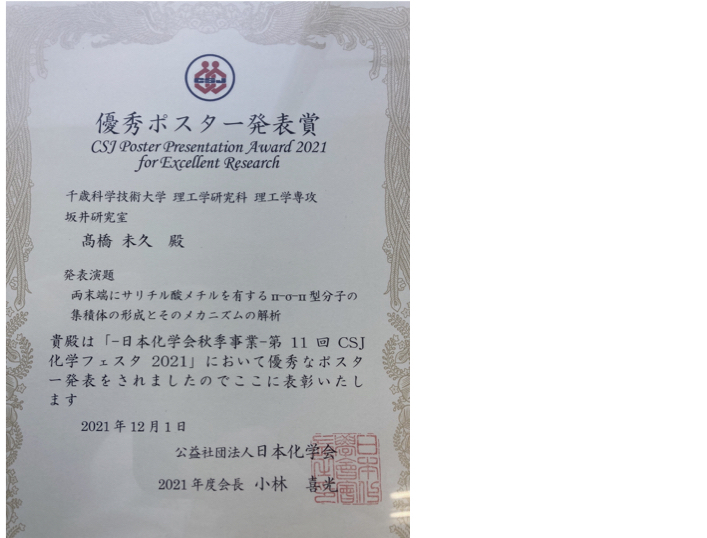 CSJ
優秀ポスター発表賞
CSJ Poster Presentation Award 2021
for Excellent Research
千歳科学技術大学 理工学研究科 理工学専攻
坂井研究室
髙橋 未久 殿
発表演題
両末端にサリチル酸メチルを有するπ-σ-π型分子の
集積体の形成とそのメカニズムの解析
貴殿は「-日本化学会秋季事業-第 11 回 CSJ
化学フェスタ 2021」において優秀なポスタ
ー発表をされましたのでここに表彰いたし
ます
2021 年 12 月 1 日
公益社団法人日本化学会
2021 年度会長 小林 喜光